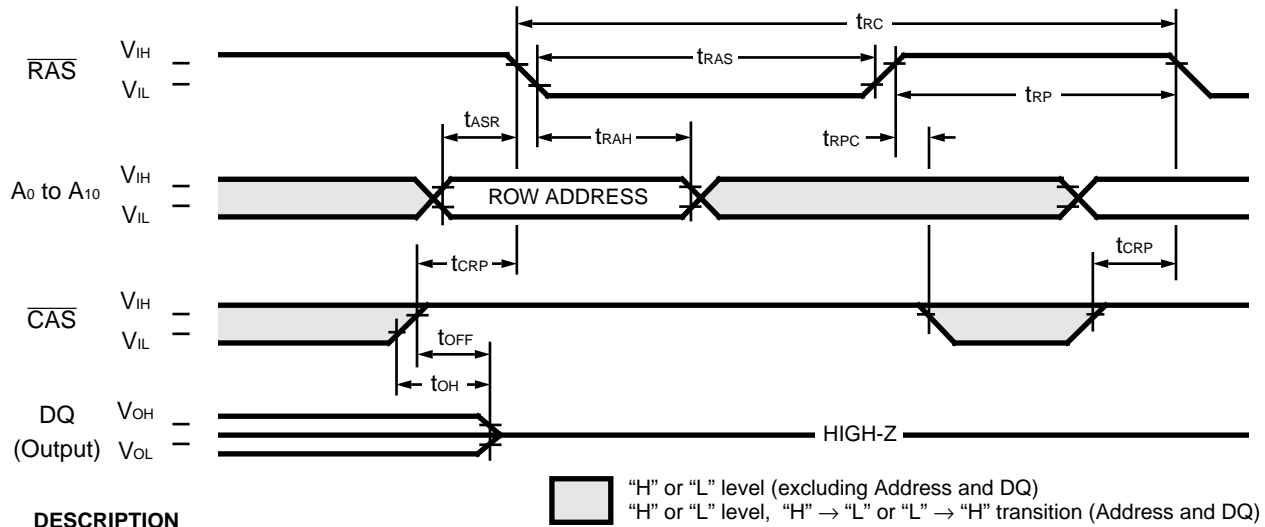 tRC
RAS VIH
VIL
tRAS
tRP
tASR
tRAH
tRPC
A0 to A10 VIH
VIL
ROW ADDRESS
tCRP
tCRP
CAS VIH
VIL
tOFF
tOH
DQ
(Output)
VOH
VOL
HIGH-Z
“H” or “L” level (excluding Address and DQ)
“H” or “L” level, “H” → “L” or “L” → “H” transition (Address and DQ)
DESCRIPTION